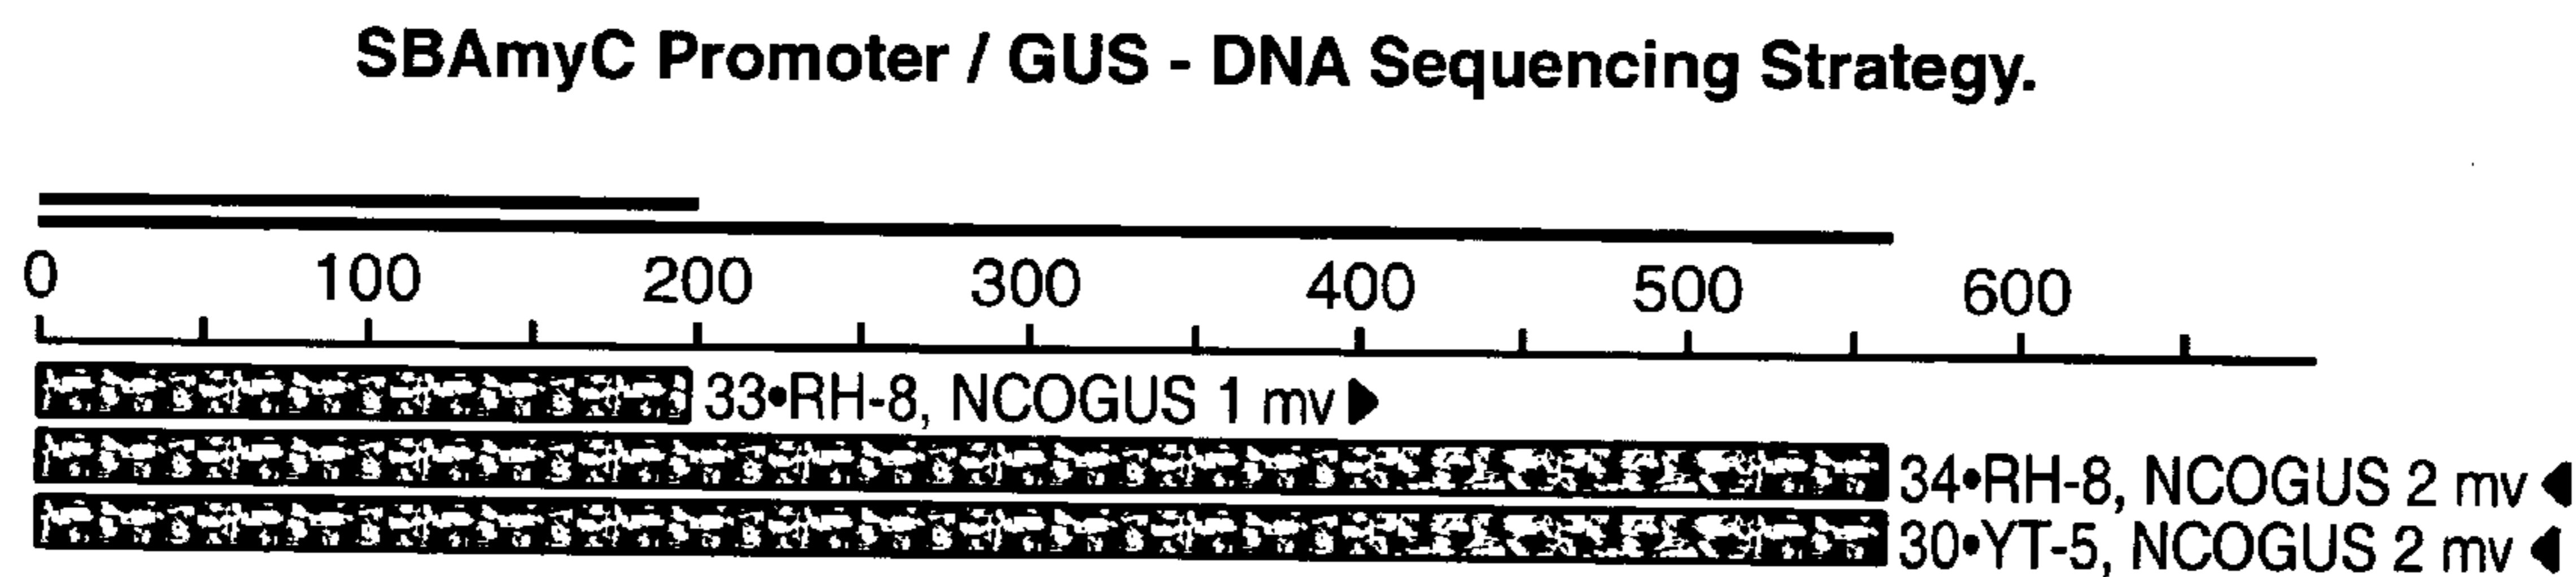 SBAmyC Promoter / GUS - DNA Sequencing Strategy.
0 100 200 300 400 500 600
33•RH-8, NCOGUS 1 mv ▶
34•RH-8, NCOGUS 2 mv ◀
30•YT-5, NCOGUS 2 mv ◀